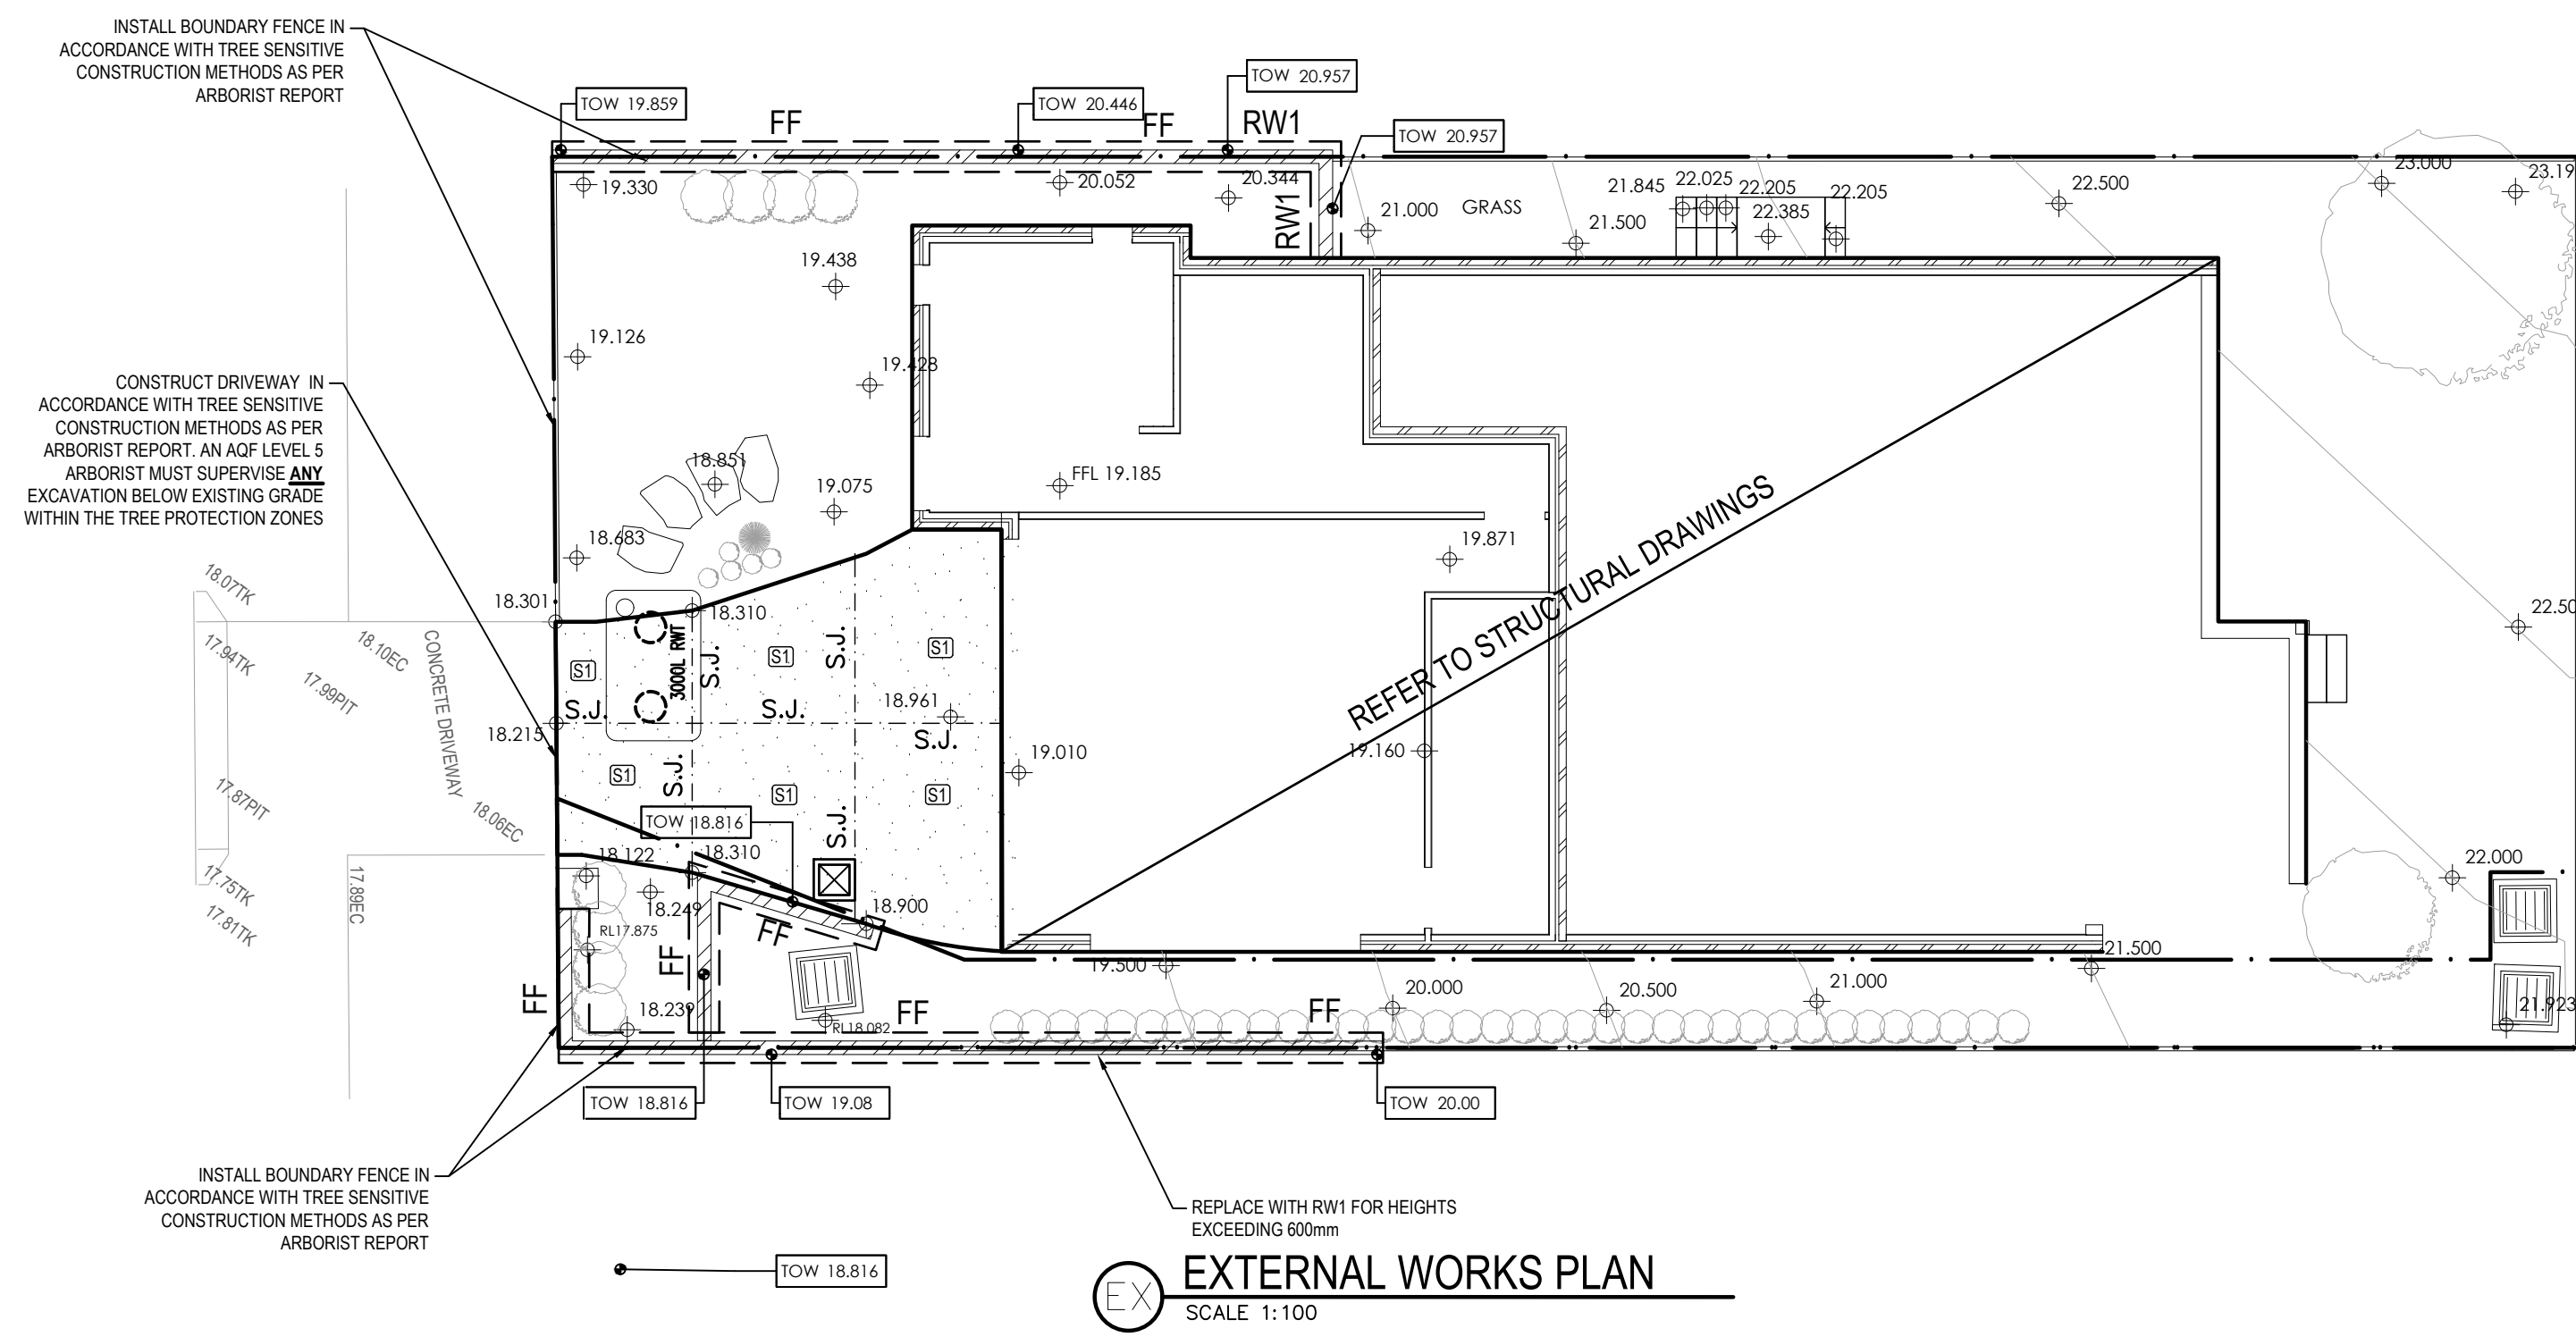 INSTALL BOUNDARY FENCE IN
ACCORDANCE WITH TREE SENSITIVE
CONSTRUCTION METHODS AS PER
ARBORIST REPORT
TOW 19.859
FF
TOW 20.446
FF
TOW 20.957
RW1
TOW 20.957
19.330
20.052
20.344
RW1
21.000
GRASS
21.500
21.845
22.025
22.205
22.385
22.205
22.500
23.000
23.19
19.438
19.126
19.428
CONSTRUCT DRIVEWAY IN
ACCORDANCE WITH TREE SENSITIVE
CONSTRUCTION METHODS AS PER
ARBORIST REPORT. AN AQF LEVEL 5
ARBORIST MUST SUPERVISE ANY
EXCAVATION BELOW EXISTING GRADE
WITHIN THE TREE PROTECTION ZONES
18.851
19.075
FFL 19.185
18.683
19.871
REFER TO STRUCTURAL DRAWINGS
18.07TK
17.94TK
17.99PIT
18.10EC
CONCRETE DRIVEWAY
18.301
18.310
3000L RWT
S.J.
S.J.
S1
S1
S1
22.50
S.J.
S.J.
18.961
S.J.
18.215
19.010
19.160
17.87PIT
18.06EC
S1
S.J.
S1
S1
S.J.
TOW 18.816
17.75TK
17.81TK
17.89EC
18.122
18.310
18.249
18.900
RL17.875
FF
FF
22.000
19.500
21.500
FF
18.239
RL18.082
FF
20.000
20.500
21.000
FF
21.923
TOW 18.816
TOW 19.08
TOW 20.00
INSTALL BOUNDARY FENCE IN
ACCORDANCE WITH TREE SENSITIVE
CONSTRUCTION METHODS AS PER
ARBORIST REPORT
REPLACE WITH RW1 FOR HEIGHTS
EXCEEDING 600mm
TOW 18.816
EX
EXTERNAL WORKS PLAN
SCALE 1:100